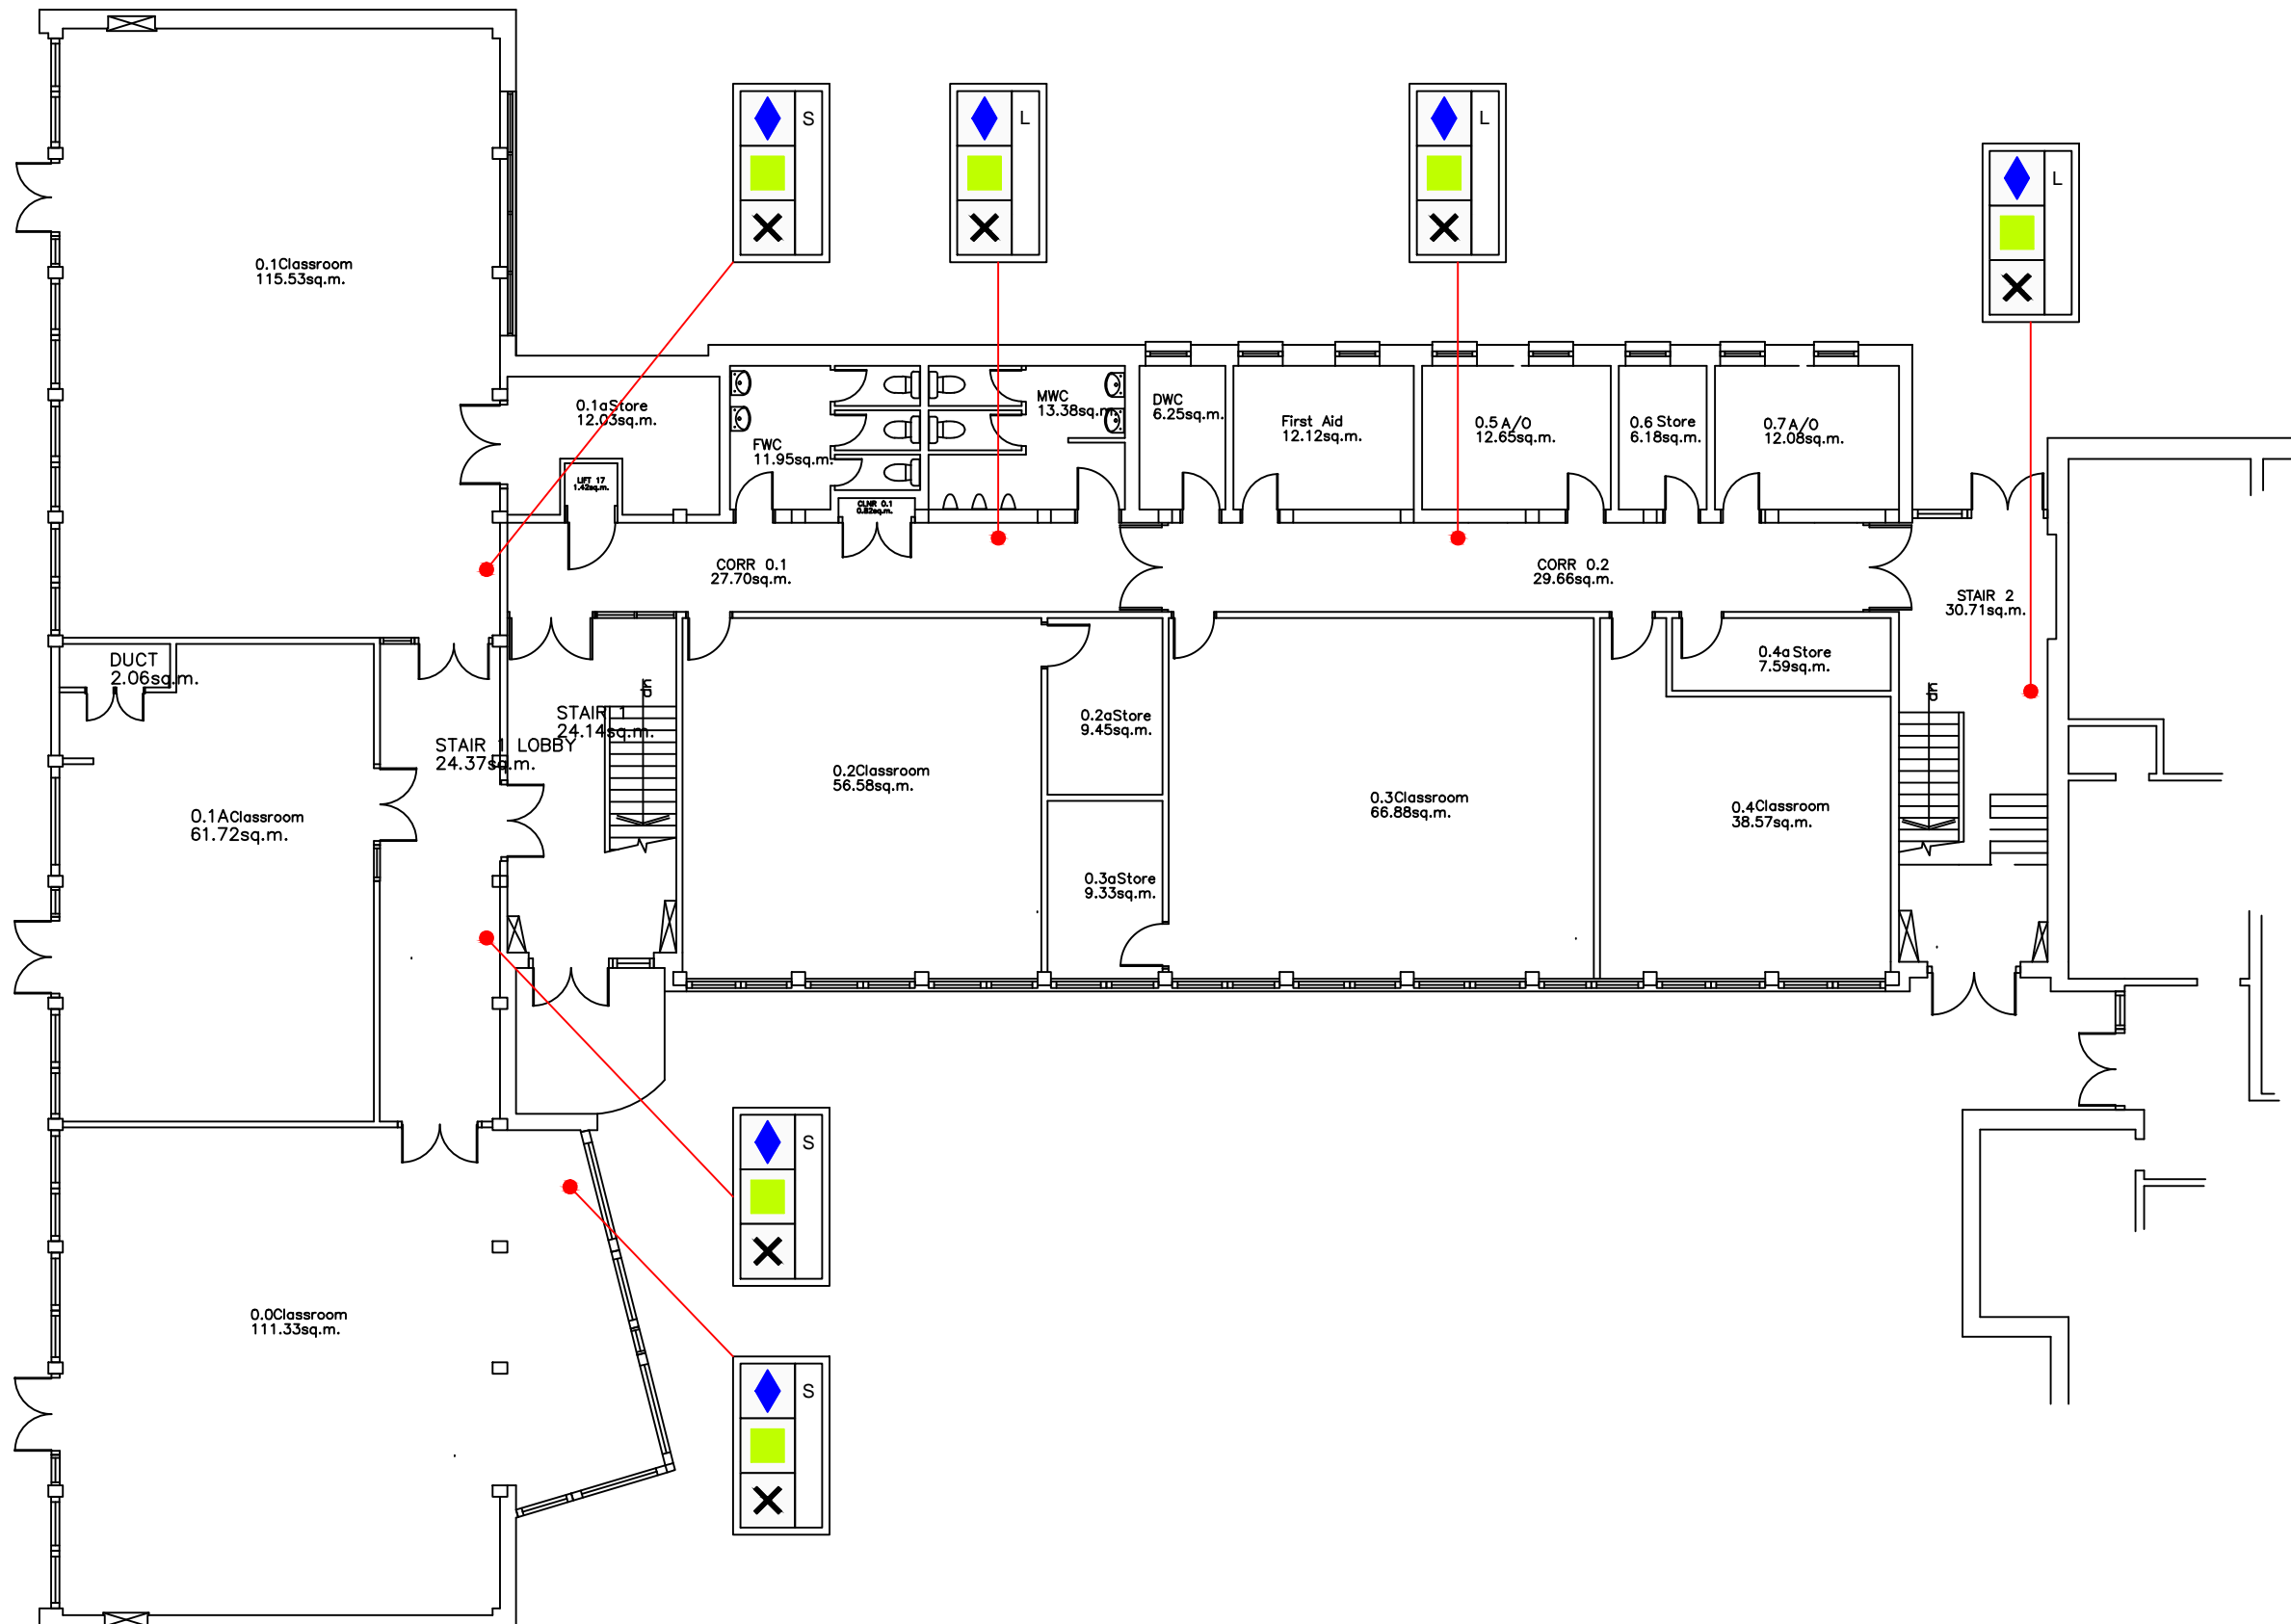 S
L
L
L
0.1Classroom
115.53sq.m.
0.1aStore
12.03sq.m.
FWC
11.95sq.m.
MWC
13.38sq.m.
DWC
6.25sq.m.
First Aid
12.12sq.m.
0.5 A/O
12.65sq.m.
0.6 Store
6.18sq.m.
0.7 A/O
12.08sq.m.
LIFT 17
1.42sq.m.
CLNR 0.1
0.82sq.m.
CORR 0.1
27.70sq.m.
CORR 0.2
29.66sq.m.
STAIR 2
30.71sq.m.
DUCT
2.06sq.m.
STAIR 1
24.14sq.m.
up
STAIR 1 LOBBY
24.37sq.m.
0.2aStore
9.45sq.m.
0.4a Store
7.59sq.m.
up
0.2Classroom
56.58sq.m.
0.3Classroom
66.88sq.m.
0.4Classroom
38.57sq.m.
0.1AClassroom
61.72sq.m.
0.3aStore
9.33sq.m.
S
0.0Classroom
111.33sq.m.
S